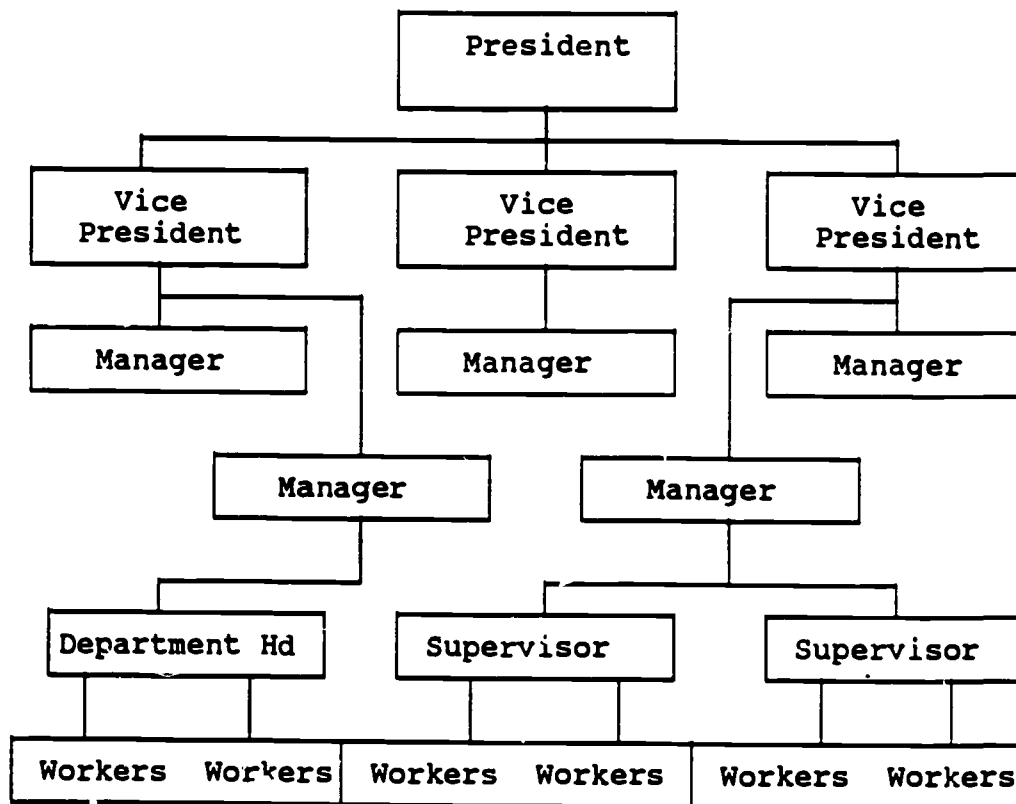 President
Vice
President
Vice
President
Vice
President
Manager
Manager
Manager
Manager
Manager
Department Hd
Supervisor
Supervisor
Workers Workers
Workers Workers
Workers Workers